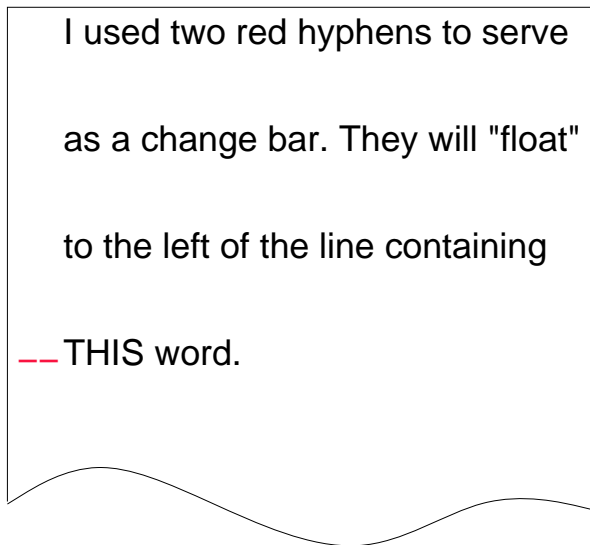 I used two red hyphens to serve
as a change bar. They will "float"
to the left of the line containing
--THIS word.